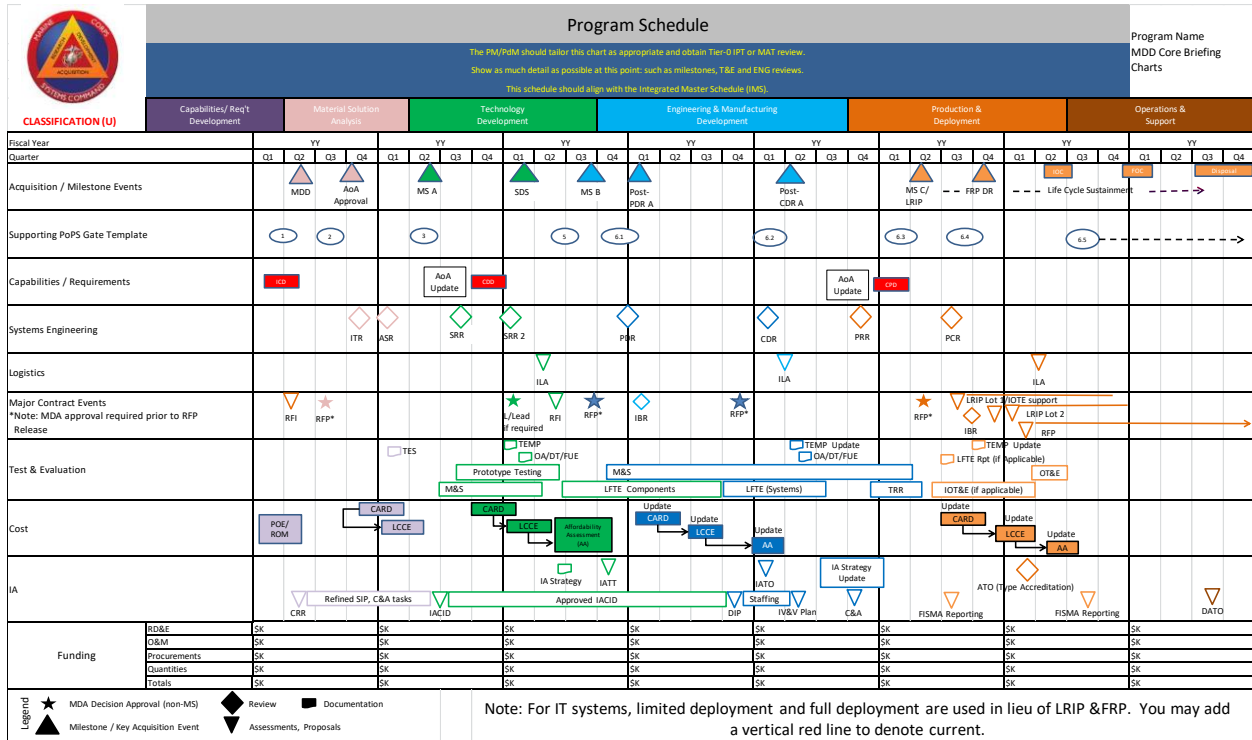 MARINE CORPS
RESEARCH
DEVELOPMENT
ACQUISITION
SYSTEMS COMMAND
CLASSIFICATION (U)
Program Schedule
The PM/PdM should tailor this chart as appropriate and obtain Tier-0 IPT or MAT review.
Show as much detail as possible at this point: such as milestones, T&E and ENG reviews.
This schedule should align with the Integrated Master Schedule (IMS).
Program Name
MDD Core Briefing
Charts
Capabilities/ Req't
Development
Material Solution
Analysis
Technology
Development
Engineering & Manufacturing
Development
Production &
Deployment
Operations &
Support
Fiscal Year
YY YY YY YY YY YY YY YY
Quarter
Q1 Q2 Q3 Q4 Q1 Q2 Q3 Q4 Q1 Q2 Q3 Q4 Q1 Q2 Q3 Q4 Q1 Q2 Q3 Q4 Q1 Q2 Q3 Q4 Q1 Q2 Q3 Q4 Q1 Q2 Q3 Q4
Acquisition / Milestone Events
MDD
AoA
Approval
MS A
SDS
MS B
Post-
PDR A
Post-
CDR A
MS C/
LRIP
FRP DR
IOC
FOC
Disposal
Life Cycle Sustainment
Supporting PoPS Gate Template
1 2 3 5 6.1 6.2 6.3 6.4 6.5
Capabilities / Requirements
ICD
AoA
Update
CDD
AoA
Update
CPD
Systems Engineering
ITR ASR SRR SRR 2 PDR CDR PRR PCR
Logistics
ILA ILA ILA
Major Contract Events
*Note: MDA approval required prior to RFP
Release
RFI
RFP*
L/Lead
if required
RFI
RFP*
IBR
RFP*
RFP*
LRIP Lot 1/IOTE support
IBR
LRIP Lot 2
RFP
Test & Evaluation
TES
TEMP
OA/DT/FUE
TEMP Update
OA/DT/FUE
TEMP Update
LFTE Rpt (if Applicable)
Prototype Testing
M&S
OT&E
M&S
LFTE Components
LFTE (Systems)
TRR
IOT&E (if applicable)
Cost
POE/
ROM
CARD
LCCE
CARD
LCCE
Affordability
Assessment
(AA)
Update
CARD
Update
LCCE
Update
AA
Update
CARD
Update
LCCE
Update
AA
IA
IA Strategy
IATT
IATO
IA Strategy
Update
ATO (Type Accreditation)
CRR
Refined SIP, C&A tasks
IACID
Approved IACID
DIP
Staffing
IV&V Plan
C&A
FISMA Reporting
FISMA Reporting
DATO
Funding
RD&E $K $K $K $K $K $K $K $K
O&M $K $K $K $K $K $K $K $K
Procurements $K $K $K $K $K $K $K $K
Quantities $K $K $K $K $K $K $K $K
Totals $K $K $K $K $K $K $K $K
Legend
MDA Decision Approval (non-MS)
Review
Documentation
Milestone / Key Acquisition Event
Assessments, Proposals
Note: For IT systems, limited deployment and full deployment are used in lieu of LRIP &FRP. You may add
a vertical red line to denote current.